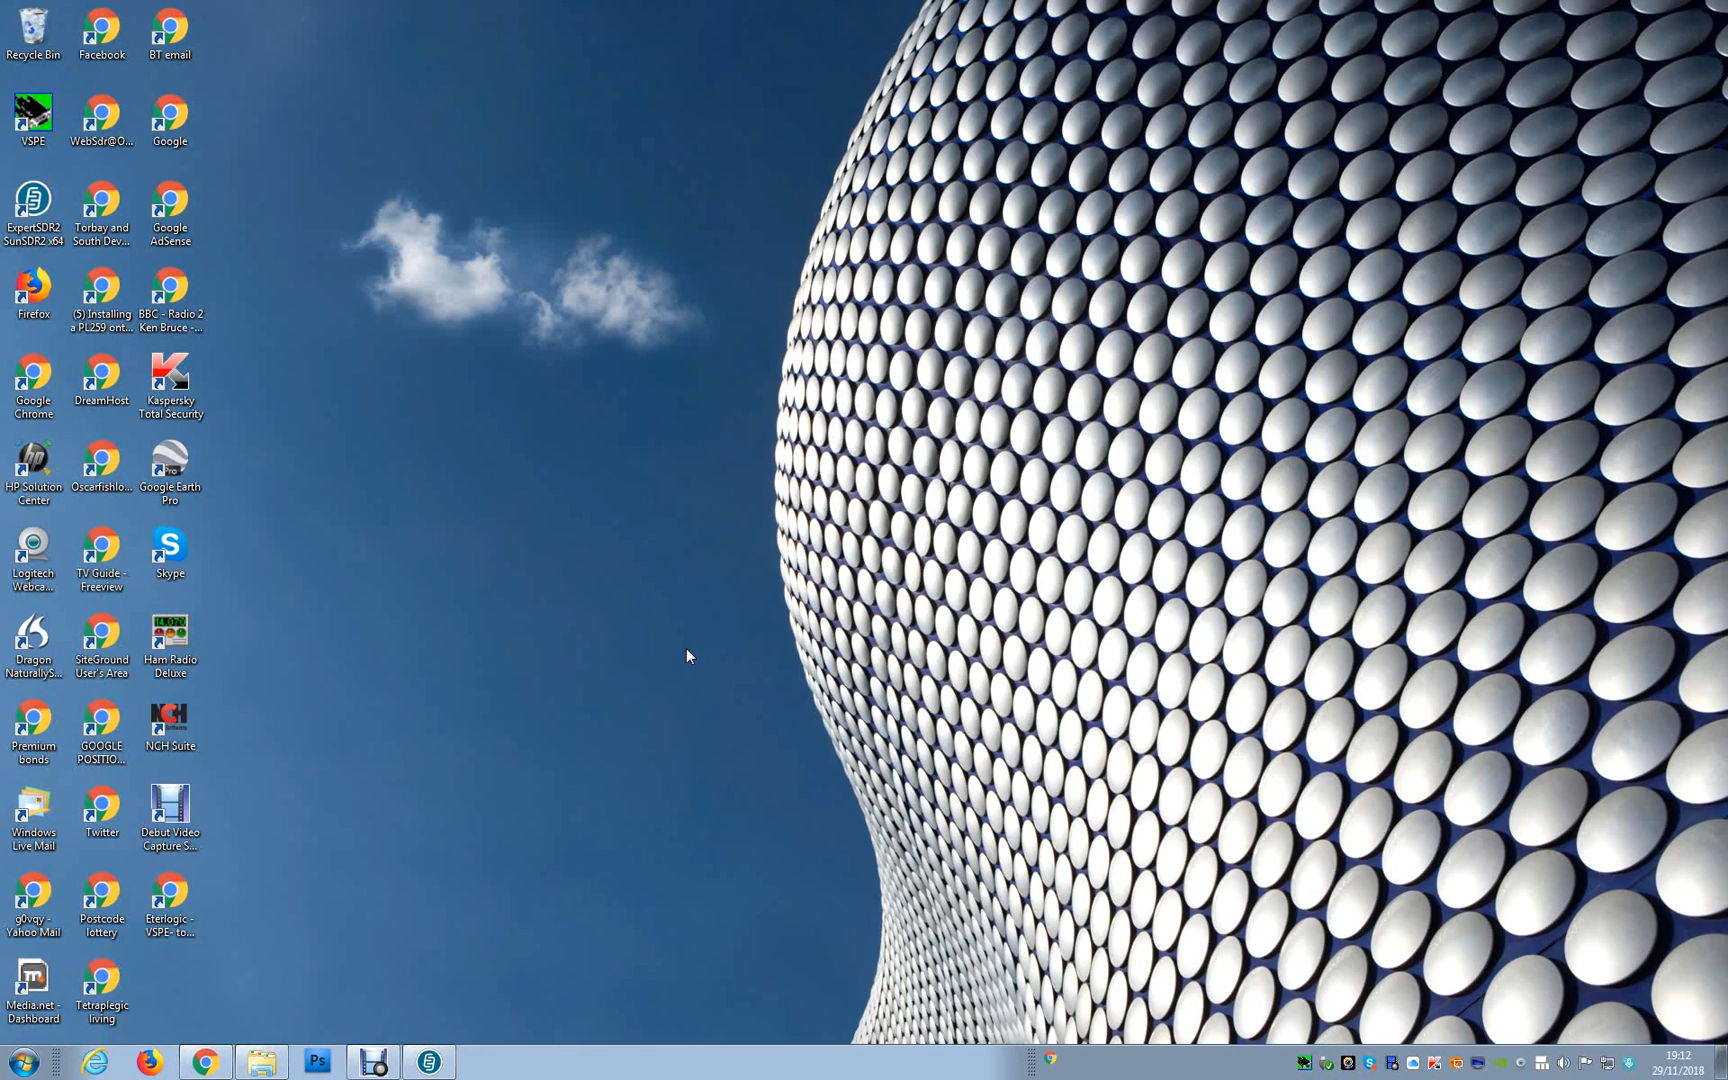 Recycle Bin
Facebook
BT email
VSPE
WebSdr@O...
Google
ExpertSDR2
SunSDR2 x64
Torbay and
South Dev...
Google
AdSense
Firefox
(5) Installing
a PL259 ont...
BBC - Radio 2
Ken Bruce -...
Google
Chrome
DreamHost
Kaspersky
Total Security
HP Solution
Center
Oscarfishlo...
Google Earth
Pro
Logitech
Webca...
TV Guide -
Freeview
Skype
Dragon
NaturallyS...
SiteGround
User's Area
Ham Radio
Deluxe
Premium
bonds
GOOGLE
POSITIO...
NCH Suite
Windows
Live Mail
Twitter
Debut Video
Capture S...
g0vqy -
Yahoo Mail
Postcode
lottery
Eterlogic -
VSPE- to...
Media.net -
Dashboard
Tetraplegic
living
Ps
19:12
29/11/2018